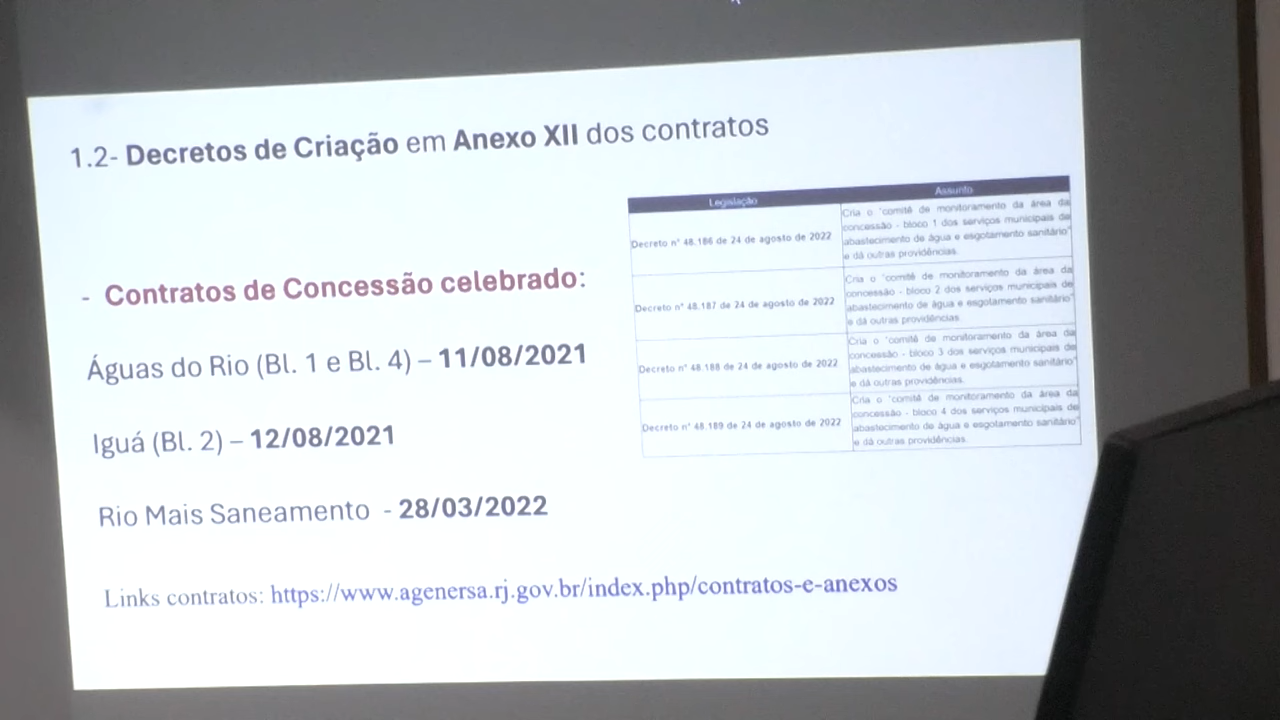 1.2- Decretos de Criação em Anexo XII dos contratos
Legislação
Assunto
Decreto n° 48.186 de 24 de agosto de 2022
Cria o "comitê de monitoramento da área da
concessão - bloco 1 dos serviços municipais de
abastecimento de água e esgotamento sanitário"
e dá outras providências.
Decreto n° 48.187 de 24 de agosto de 2022
Cria o "comitê de monitoramento da área da
concessão - bloco 2 dos serviços municipais de
abastecimento de água e esgotamento sanitário"
e dá outras providências
Decreto n° 48.188 de 24 de agosto de 2022
Cria o "comitê de monitoramento da área da
concessão - bloco 3 dos serviços municipais de
abastecimento de água e esgotamento sanitário"
e dá outras providências.
Decreto n° 48.189 de 24 de agosto de 2022
Cria o "comitê de monitoramento da área da
concessão - bloco 4 dos serviços municipais de
abastecimento de água e esgotamento sanitário"
e dá outras providências.
- Contratos de Concessão celebrado:
Águas do Rio (Bl. 1 e Bl. 4) – 11/08/2021
Iguá (Bl. 2) – 12/08/2021
Rio Mais Saneamento - 28/03/2022
Links contratos: https://www.agenersa.rj.gov.br/index.php/contratos-e-anexos